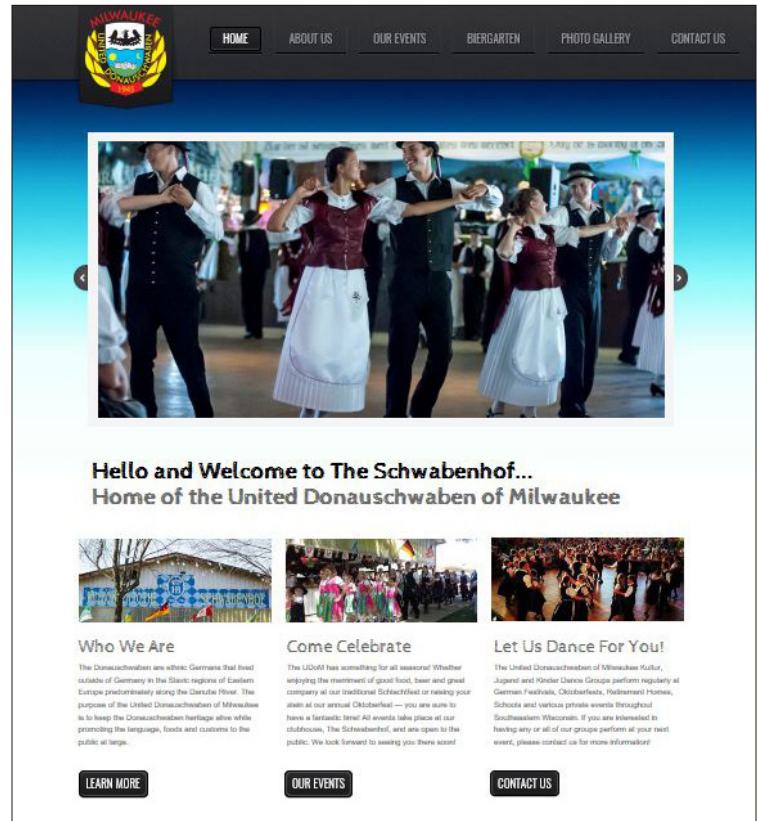 MILWAUKEE
UNITED DONAUSCHWABEN
1945
HOME
ABOUT US
OUR EVENTS
BIERGARTEN
PHOTO GALLERY
CONTACT US
Hello and Welcome to The Schwabenhof...
Home of the United Donauschwaben of Milwaukee
SCHWABENHOF
Who We Are
The Donauschwaben are ethnic Germans that lived
outside of Germany in the Slavic regions of Eastern
Europe predominately along the Danube River. The
purpose of the United Donauschwaben of Milwaukee
is to keep the Donauschwaben heritage alive while
promoting the language, foods and customs to the
public at large.
LEARN MORE
Come Celebrate
The UDoM has something for all seasons! Whether
enjoying the merriment of good food, beer and great
company at our traditional Schlachtfest or raising your
stein at our annual Oktoberfest — you are sure to
have a fantastic time! All events take place at our
clubhouse, The Schwabenhof, and are open to the
public. We look forward to seeing you there soon!
OUR EVENTS
Let Us Dance For You!
The United Donauschwaben of Milwaukee Kultur,
Jugend and Kinder Dance Groups perform regularly at
German Festivals, Oktoberfests, Retirement Homes,
Schools and various private events throughout
Southeastern Wisconsin. If you are interested in
having any or all of our groups perform at your next
event, please contact us for more information!
CONTACT US